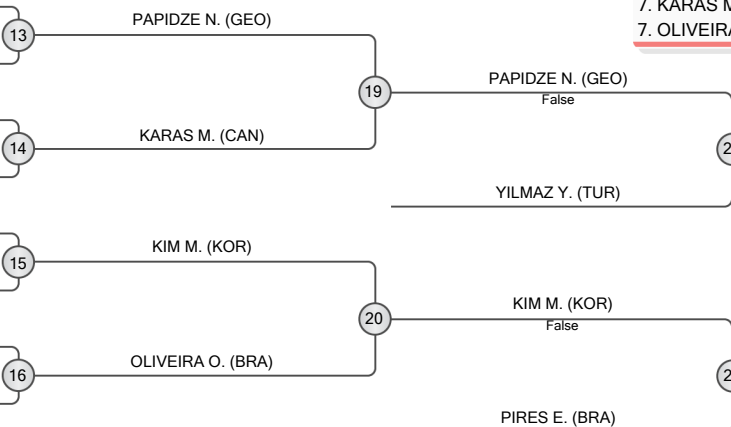 7. KARAS M
7. OLIVEIRA
13
PAPIDZE N. (GEO)
19
PAPIDZE N. (GEO)
False
14
KARAS M. (CAN)
YILMAZ Y. (TUR)
15
KIM M. (KOR)
20
KIM M. (KOR)
False
16
OLIVEIRA O. (BRA)
PIRES E. (BRA)